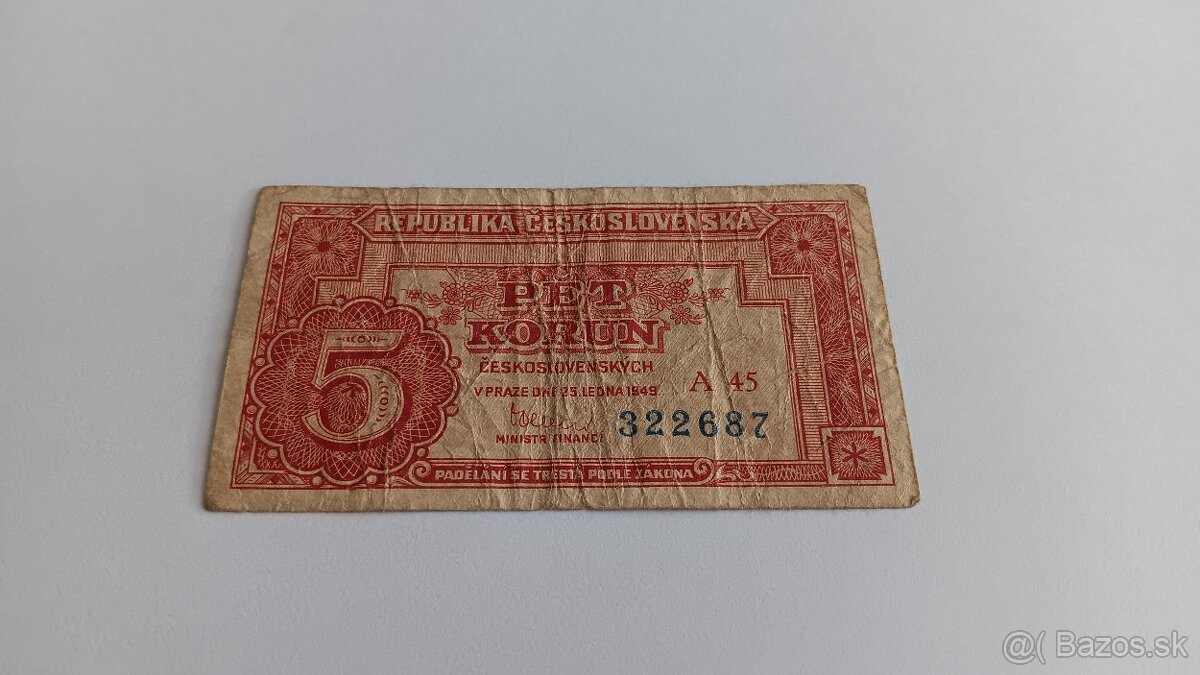 REPUBLIKA ČESKOSLOVENSKÁ
PĚT
KORUN
ČESKOSLOVENSKÝCH
V PRAZE DNE 25. LEDNA 1949
A 45
322687
MINISTR FINANCÍ
5
PADĚLÁNÍ SE TRESTÁ PODLE ZÁKONA
@( Bazos.sk